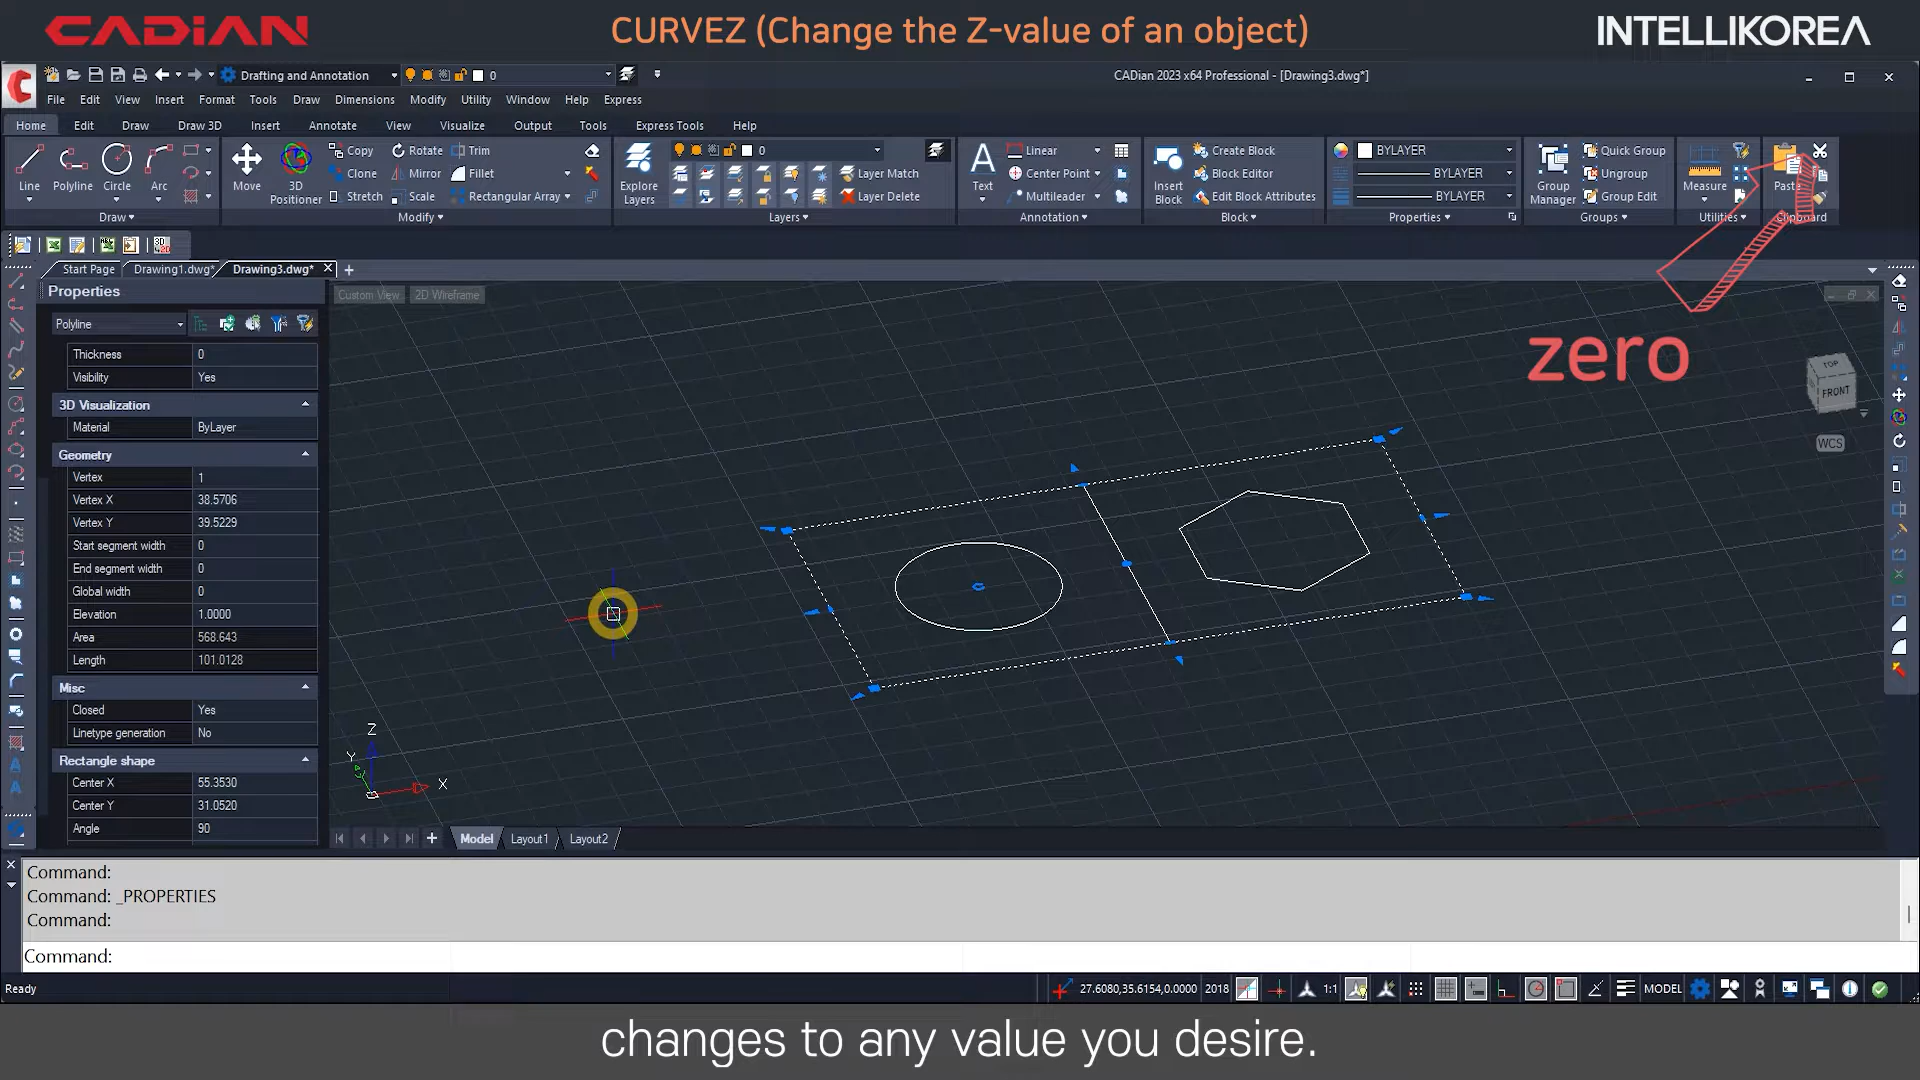 CADiAN
CURVEZ (Change the Z-value of an object)
INTELLIKOREA
Drafting and Annotation
0
CADian 2023 x64 Professional - [Drawing3.dwg*]
File Edit View Insert Format Tools Draw Dimensions Modify Utility Window Help Express
Home Edit Draw Draw 3D Insert Annotate View Visualize Output Tools Express Tools Help
Line
Polyline
Circle
Arc
Draw
Move
3D Positioner
Copy
Rotate
Trim
Clone
Mirror
Fillet
Stretch
Scale
Rectangular Array
Modify
Explore Layers
0
Layer Match
Layer Delete
Layers
Text
Linear
Center Point
Multileader
Annotation
Insert Block
Create Block
Block Editor
Edit Block Attributes
Block
BYLAYER
BYLAYER
BYLAYER
Properties
Group Manager
Quick Group
Ungroup
Group Edit
Groups
Measure
Utilities
Paste
Clipboard
Start Page
Drawing1.dwg*
Drawing3.dwg*
Properties
Custom View
2D Wireframe
Polyline
Thickness 0
Visibility Yes
3D Visualization
Material ByLayer
Geometry
Vertex 1
Vertex X 38.5706
Vertex Y 39.5229
Start segment width 0
End segment width 0
Global width 0
Elevation 1.0000
Area 568.643
Length 101.0128
Misc
Closed Yes
Linetype generation No
Rectangle shape
Center X 55.3530
Center Y 31.0520
Angle 90
zero
TOP
FRONT
WCS
Z
Y
X
Model
Layout1
Layout2
Command:
Command: _PROPERTIES
Command:
Command:
Ready
27.6080,35.6154,0.0000
2018
1:1
MODEL
changes to any value you desire.